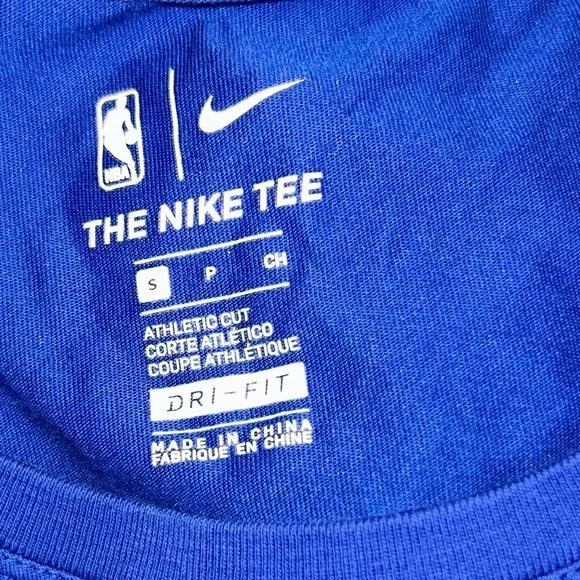 NBA
THE NIKE TEE
S P CH
ATHLETIC CUT
CORTE ATLÉTICO
COUPE ATHLÉTIQUE
DRI-FIT
MADE IN CHINA
FABRIQUÉ EN CHINE